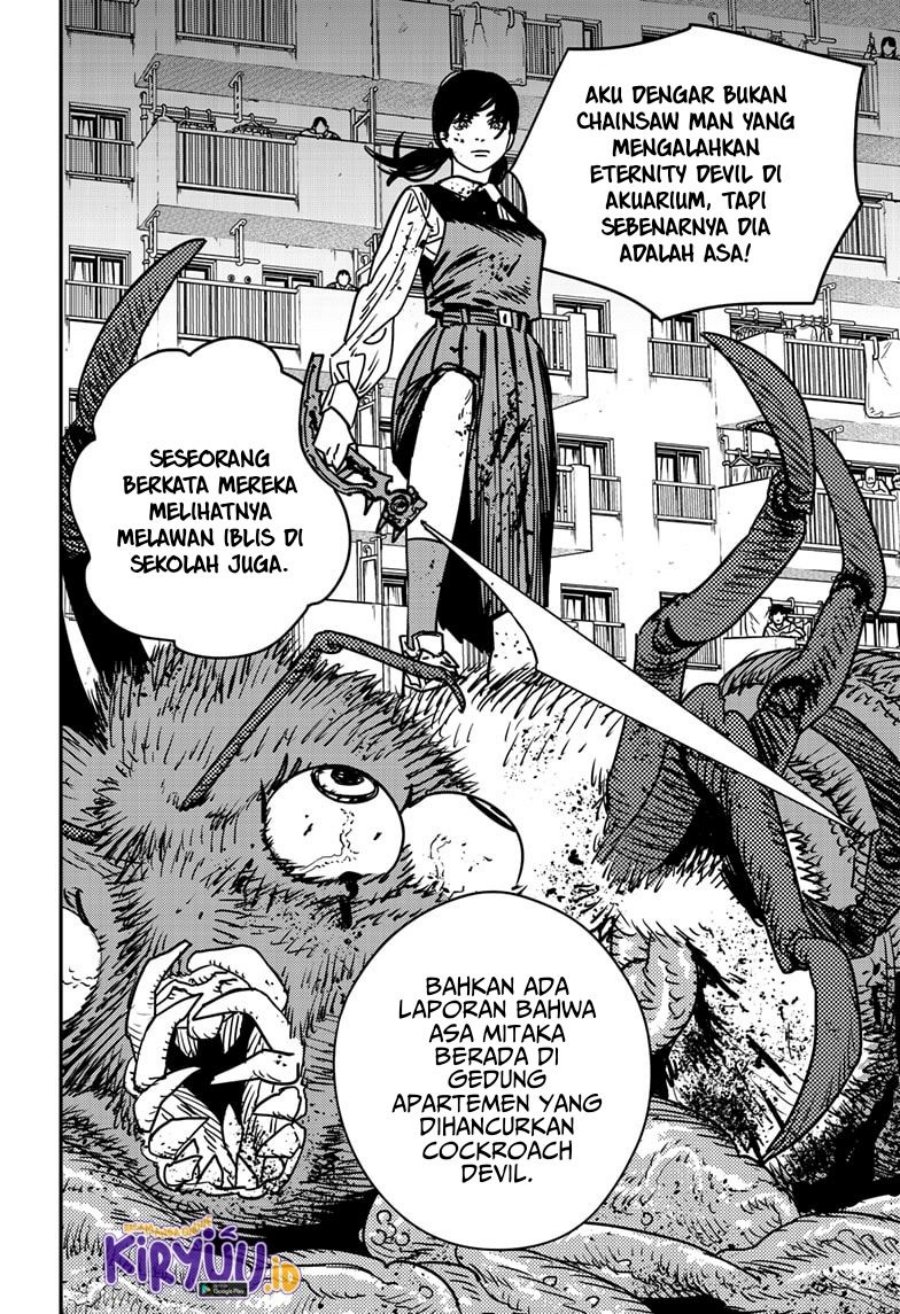 AKU DENGAR BUKAN
CHAINSAW MAN YANG
MENGALAHKAN
ETERNITY DEVIL DI
AKUARIUM, TAPI
SEBENARNYA DIA
ADALAH ASA!
SESEORANG
BERKATA MEREKA
MELIHATNYA
MELAWAN IBLIS DI
SEKOLAH JUGA.
BAHKAN ADA
LAPORAN BAHWA
ASA MITAKA
BERADA DI
GEDUNG
APARTEMEN YANG
DIHANCURKAN
COCKROACH
DEVIL.
KIRYUU.ID
Google Play